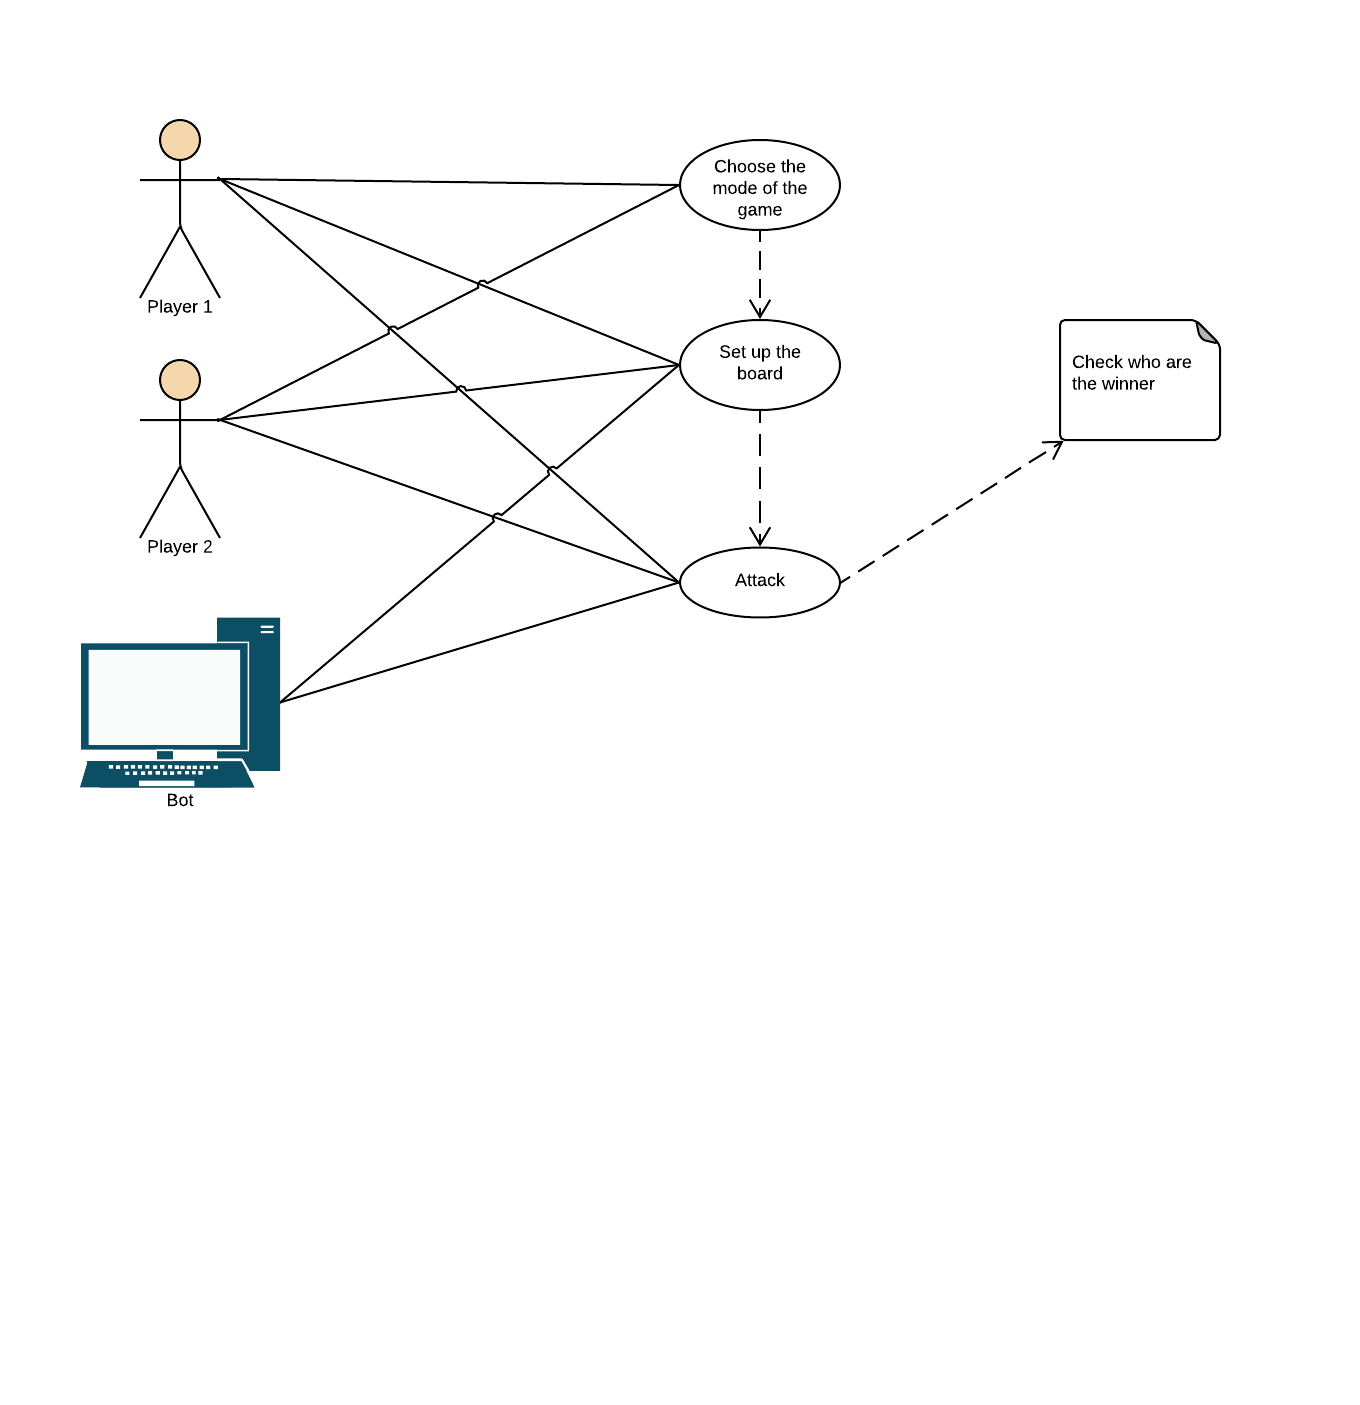 Choose the
mode of the
game
Player 1
Set up the
board
Check who are
the winner
Player 2
Attack
Bot